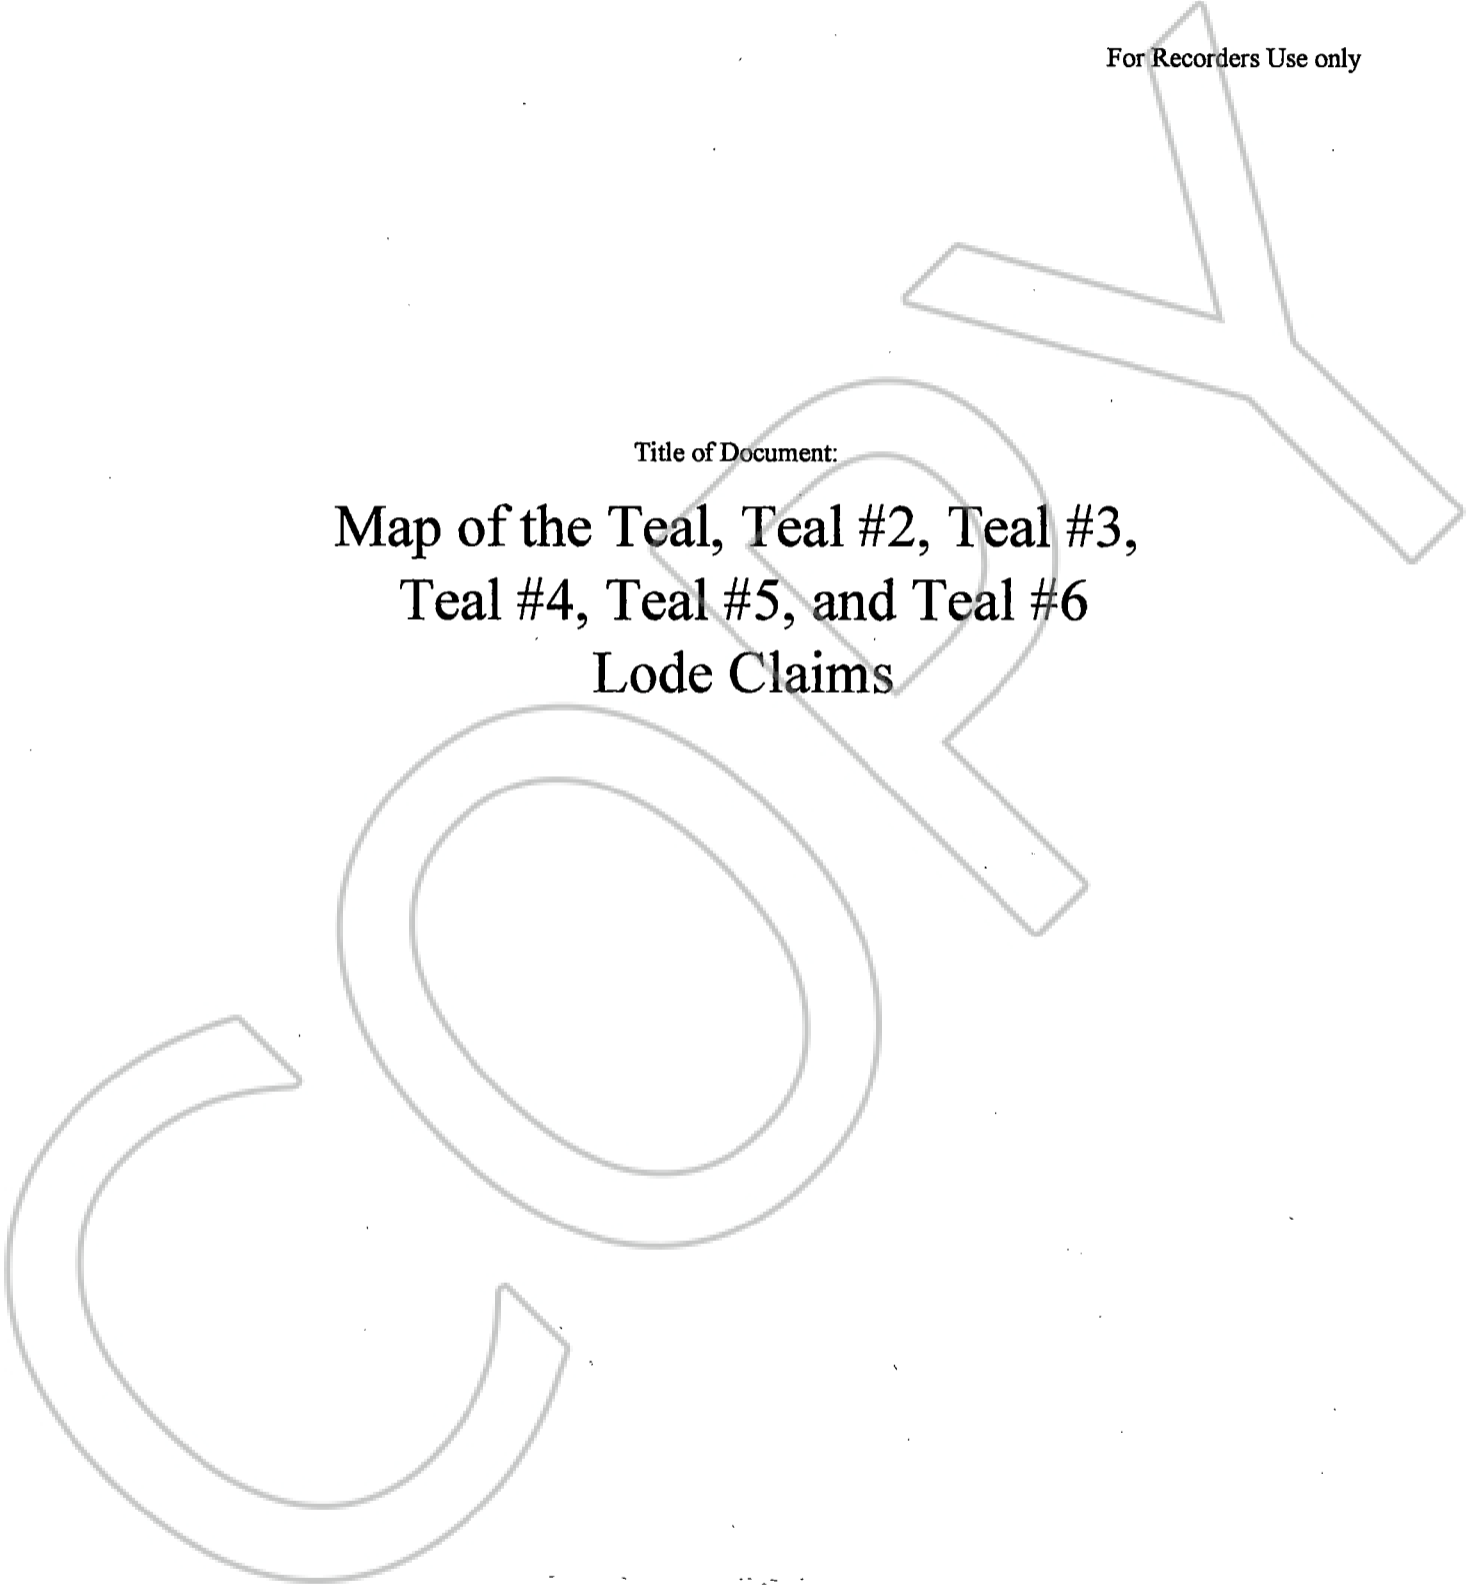 For Recorders Use only
Title of Document:
Map of the Teal, Teal #2, Teal #3,
Teal #4, Teal #5, and Teal #6
Lode Claims
COPY